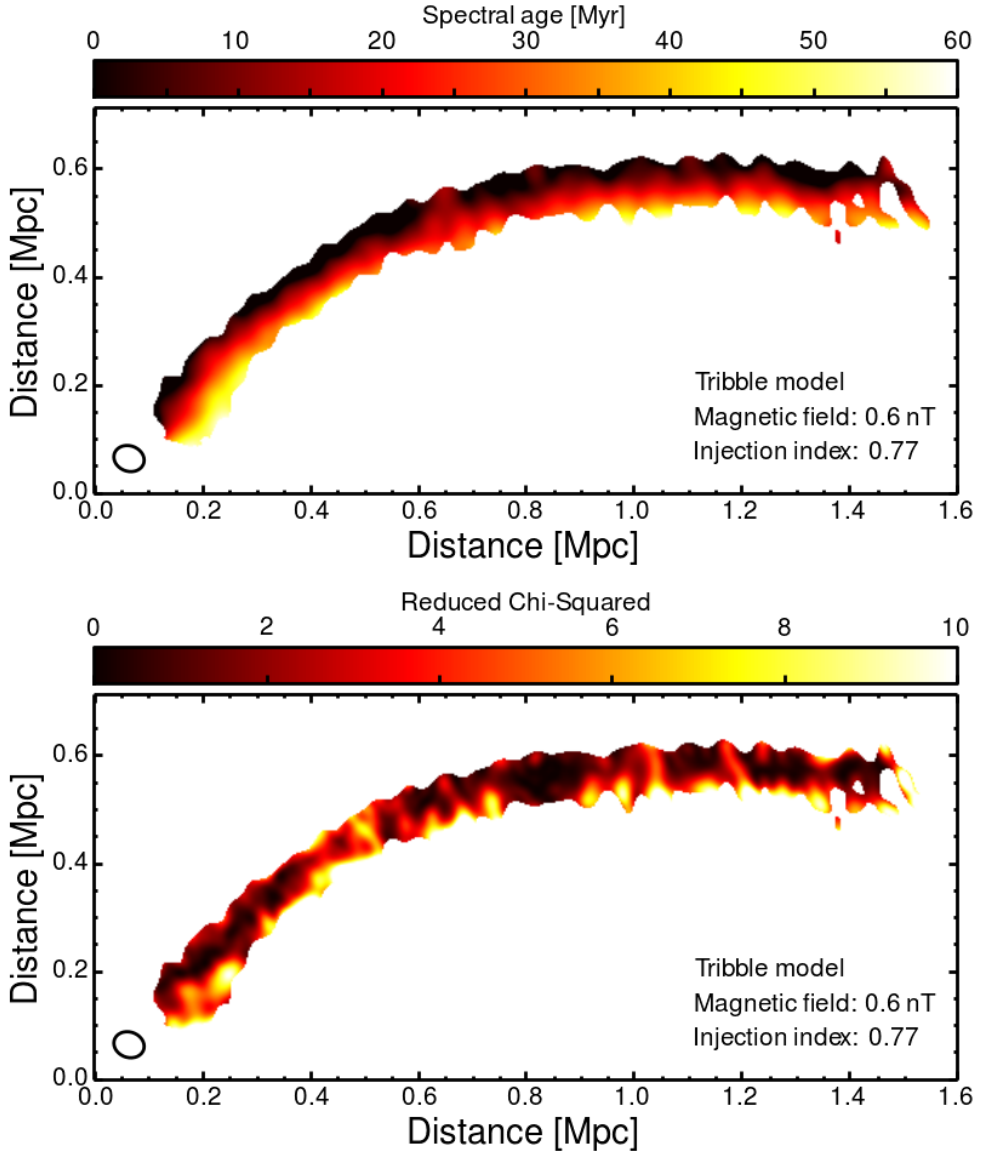 Spectral age [Myr]
0 10 20 30 40 50 60
Distance [Mpc]
0.6
0.4
0.2
0.0
Tribble model
Magnetic field: 0.6 nT
Injection index: 0.77
0.0 0.2 0.4 0.6 0.8 1.0 1.2 1.4 1.6
Distance [Mpc]
Reduced Chi-Squared
0 2 4 6 8 10
Distance [Mpc]
0.6
0.4
0.2
0.0
Tribble model
Magnetic field: 0.6 nT
Injection index: 0.77
0.0 0.2 0.4 0.6 0.8 1.0 1.2 1.4 1.6
Distance [Mpc]